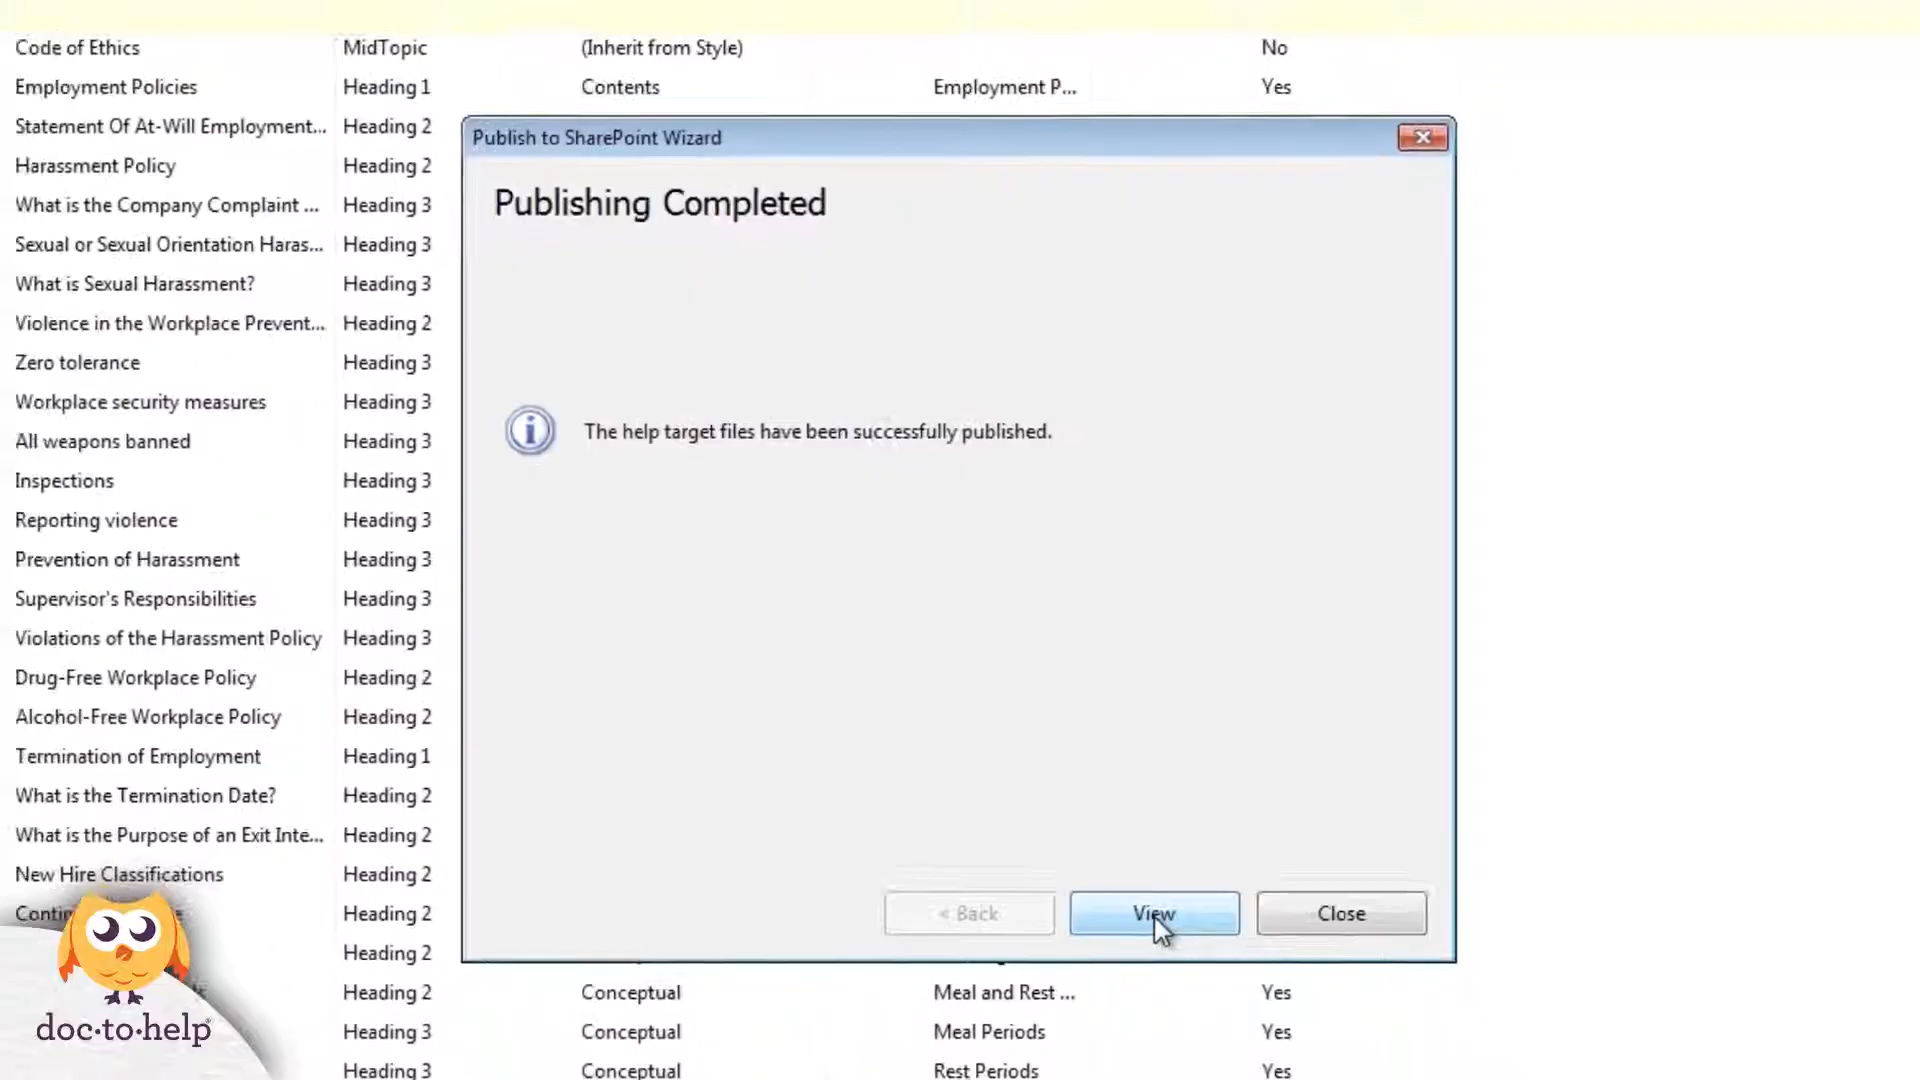 Code of Ethics MidTopic (Inherit from Style) No
Employment Policies Heading 1 Contents Employment P... Yes
Statement Of At-Will Employment... Heading 2
Publish to SharePoint Wizard
Harassment Policy Heading 2
Publishing Completed
What is the Company Complaint ... Heading 3
Sexual or Sexual Orientation Haras... Heading 3
What is Sexual Harassment? Heading 3
Violence in the Workplace Prevent... Heading 2
Zero tolerance Heading 3
Workplace security measures Heading 3
The help target files have been successfully published.
All weapons banned Heading 3
Inspections Heading 3
Reporting violence Heading 3
Prevention of Harassment Heading 3
Supervisor's Responsibilities Heading 3
Violations of the Harassment Policy Heading 3
Drug-Free Workplace Policy Heading 2
Alcohol-Free Workplace Policy Heading 2
Termination of Employment Heading 1
What is the Termination Date? Heading 2
What is the Purpose of an Exit Inte... Heading 2
New Hire Classifications Heading 2
Heading 2
< Back View Close
Heading 2
Heading 2 Conceptual Meal and Rest ... Yes
Heading 3 Conceptual Meal Periods Yes
Heading 3 Conceptual Rest Periods Yes
doc·to·help